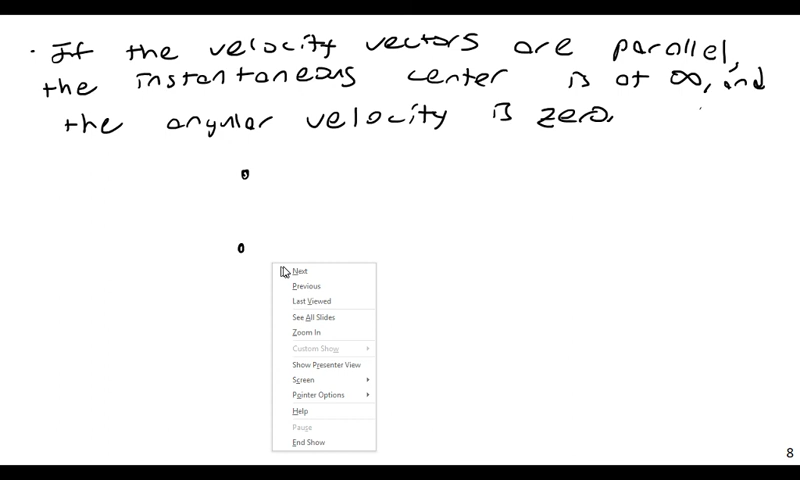 · If the velocity vectors are parallel,
the instantaneous center is at ∞, and
the angular velocity is zero.
Next
Previous
Last Viewed
See All Slides
Zoom In
Custom Show
Show Presenter View
Screen
Pointer Options
Help
Pause
End Show
8